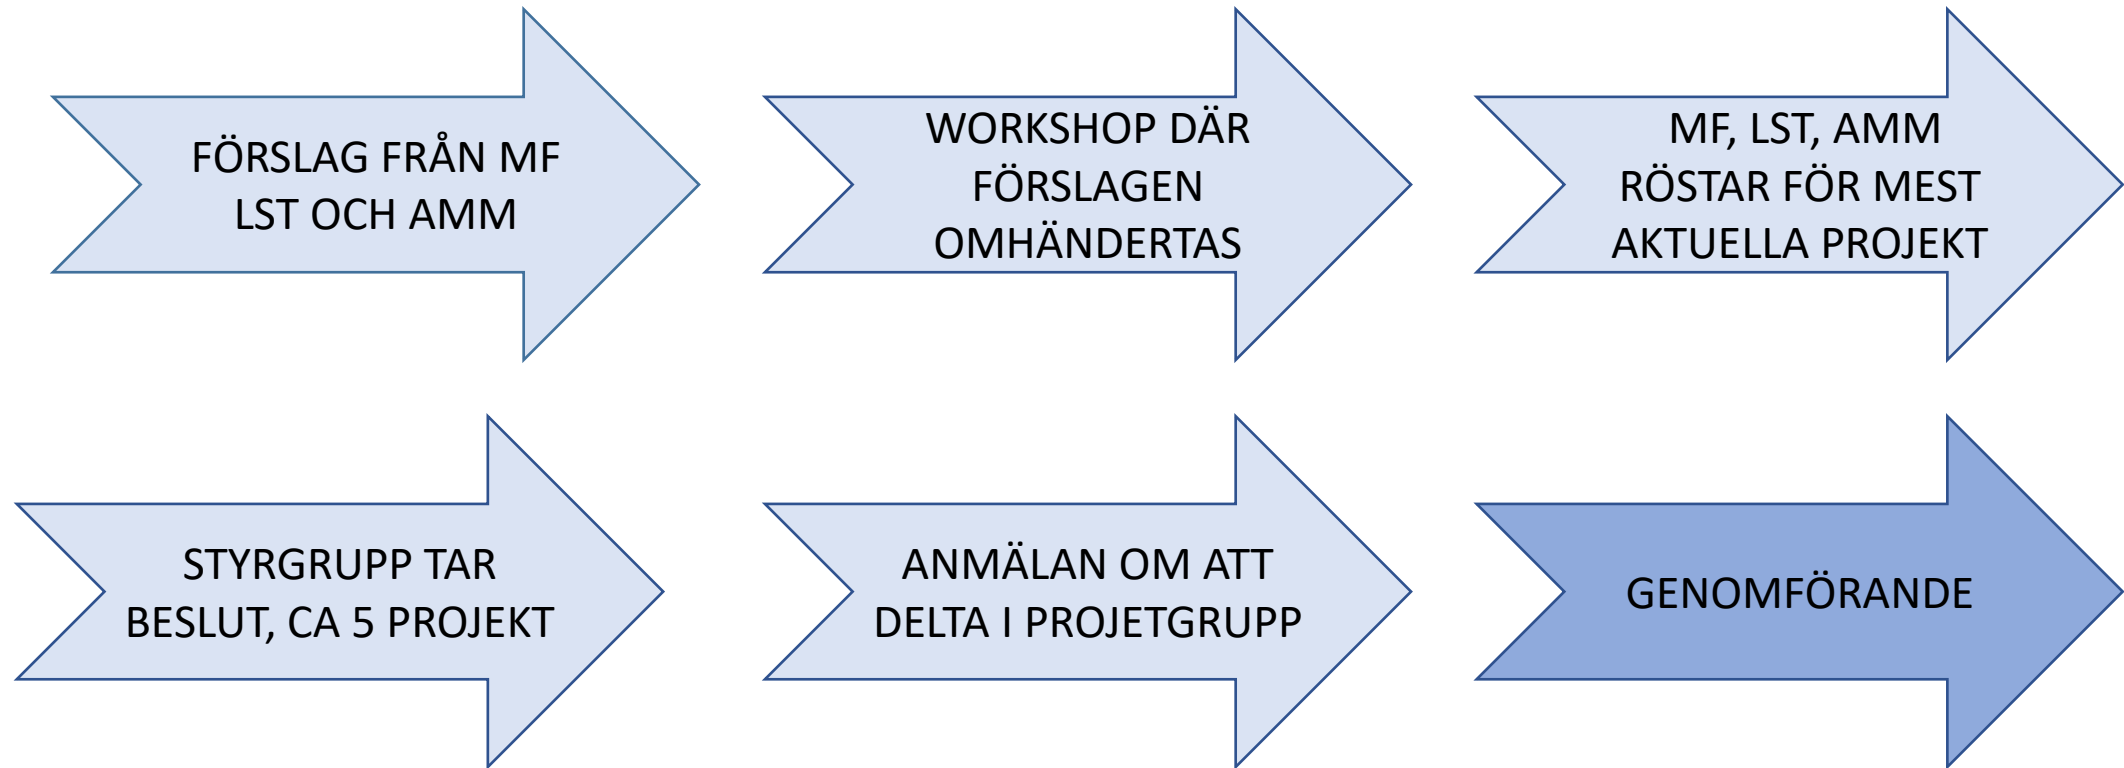 FÖRSLAG FRÅN MF
LST OCH AMM
WORKSHOP DÄR
FÖRSLAGEN
OMHÄNDERTAS
MF, LST, AMM
RÖSTAR FÖR MEST
AKTUELLA PROJEKT
STYRGRUPP TAR
BESLUT, CA 5 PROJEKT
ANMÄLAN OM ATT
DELTA I PROJETGRUPP
GENOMFÖRANDE